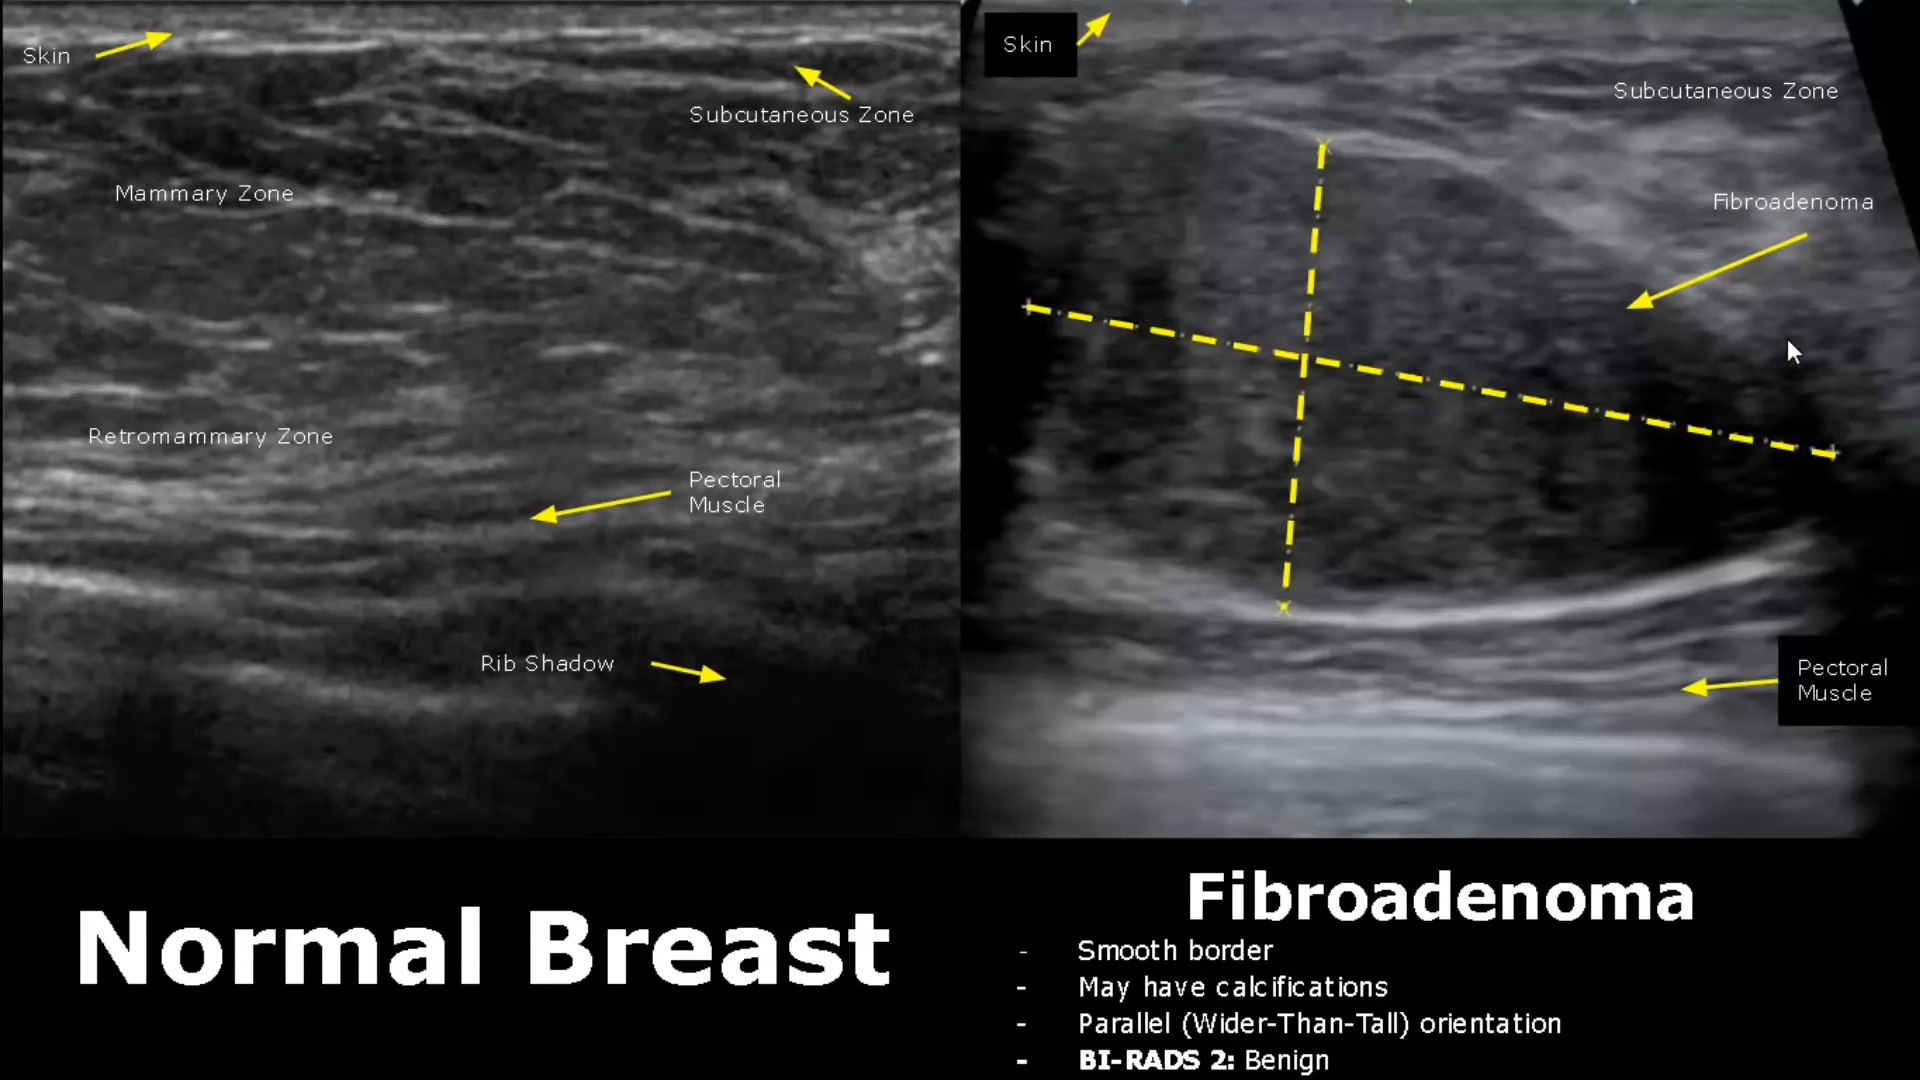 Skin
Subcutaneous Zone
Mammary Zone
Retromammary Zone
Pectoral
Muscle
Rib Shadow
Normal Breast
Skin
Subcutaneous Zone
Fibroadenoma
Pectoral
Muscle
Fibroadenoma
- Smooth border
- May have calcifications
- Parallel (Wider-Than-Tall) orientation
- BI-RADS 2: Benign